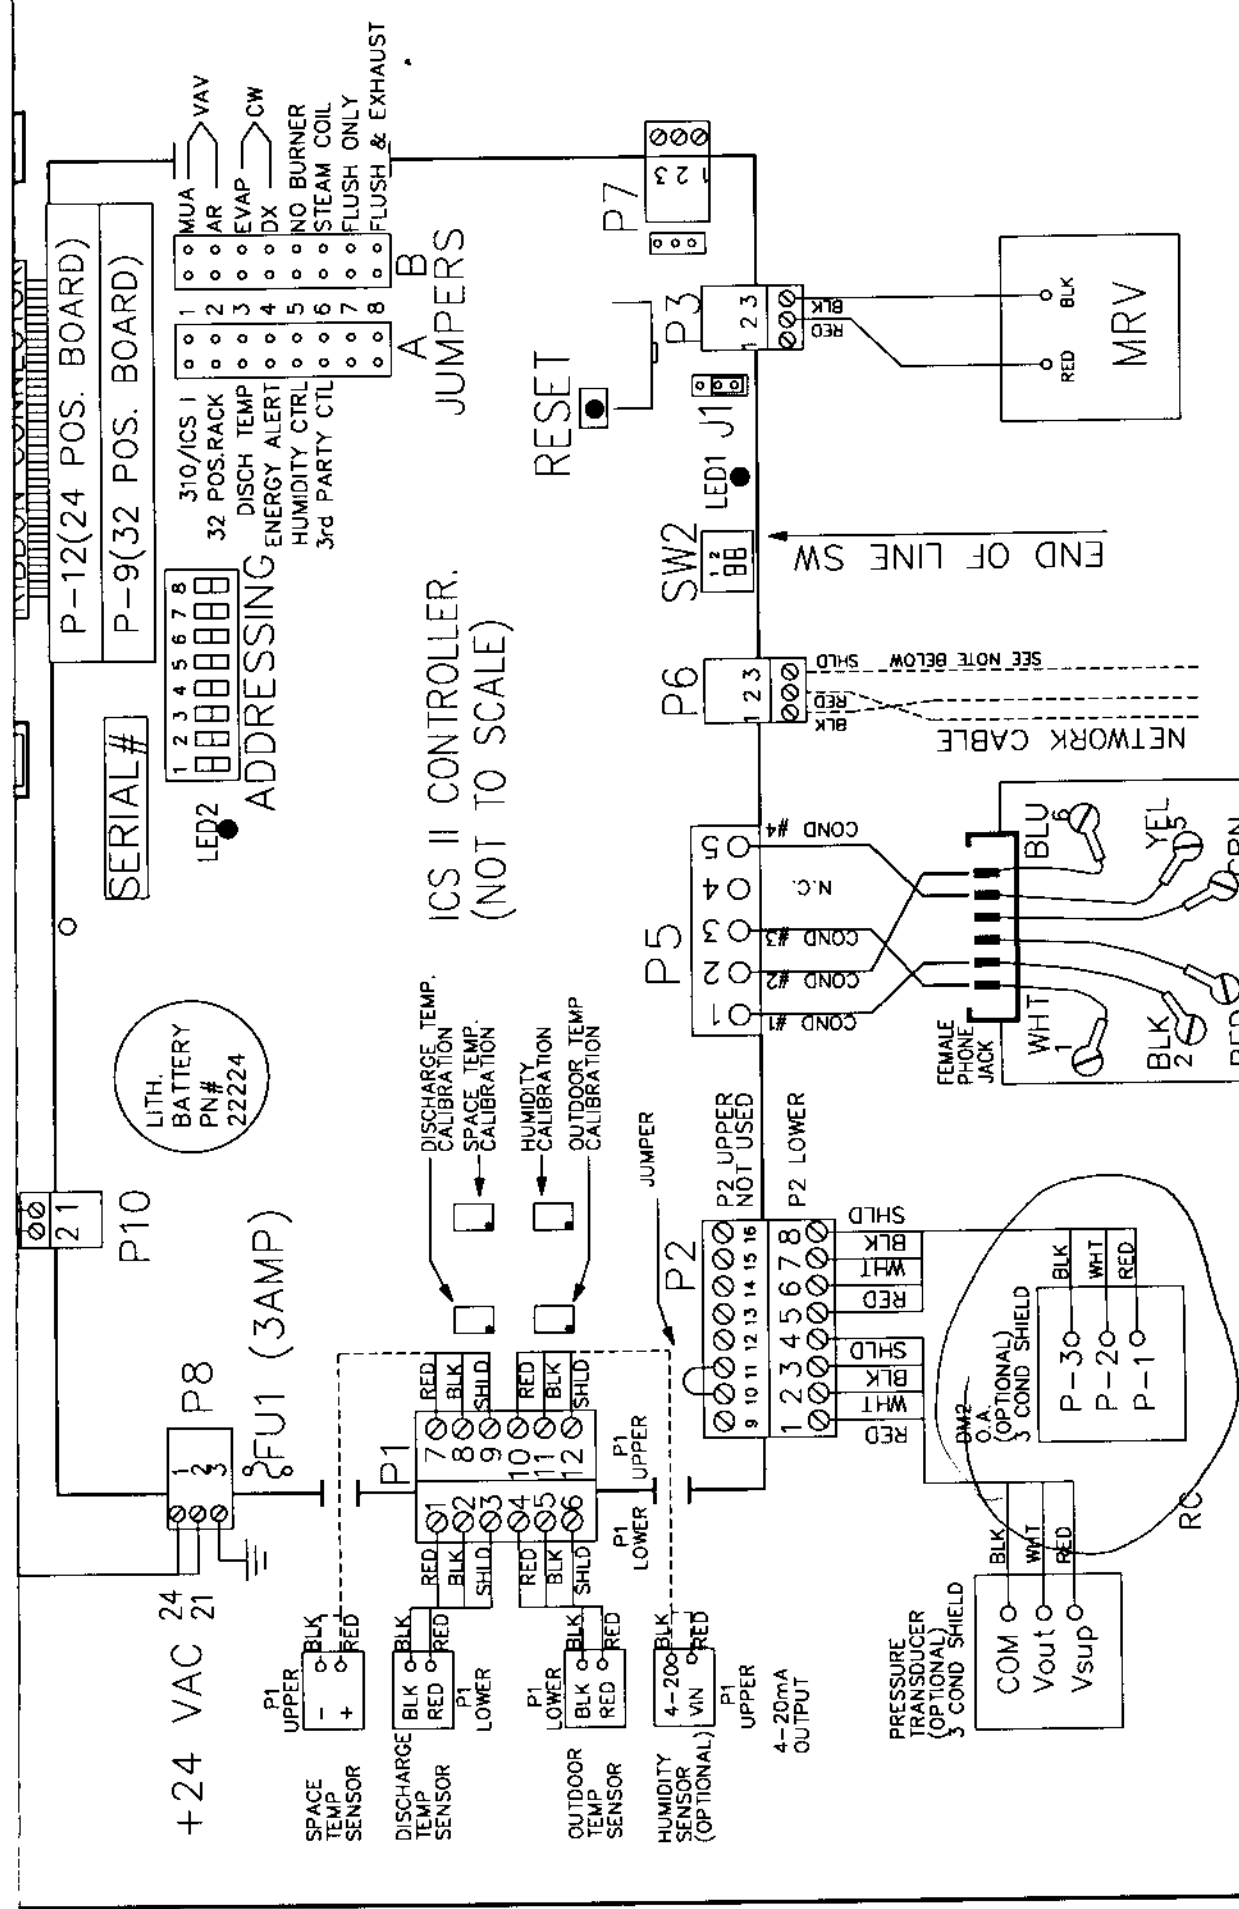 P-12(24 POS. BOARD)
P-9(32 POS. BOARD)
SERIAL#
LED2
1 2 3 4 5 6 7 8
ADDRESSING
310/ICS I
32 POS.RACK
DISCH TEMP
ENERGY ALERT
HUMIDITY CTRL
3rd PARTY CTL
1
2
3
4
5
6
7
8
MUA
AR
VAV
EVAP
DX
CW
NO BURNER
STEAM COIL
FLUSH ONLY
FLUSH & EXHAUST
A
B
JUMPERS
LITH.
BATTERY
PN#
22224
2 1
P10
+24 VAC 24
21
1
2
3
P8
FU1 (3AMP)
ICS II CONTROLLER.
(NOT TO SCALE)
RESET
DISCHARGE TEMP.
CALIBRATION
SPACE TEMP.
CALIBRATION
HUMIDITY
CALIBRATION
OUTDOOR TEMP
CALIBRATION
JUMPER
SPACE
TEMP
SENSOR
P1
UPPER
-
+
BLK
RED
DISCHARGE
TEMP
SENSOR
BLK
RED
P1
LOWER
BLK
RED
OUTDOOR
TEMP
SENSOR
P1
LOWER
BLK
RED
BLK
RED
HUMIDITY
SENSOR
(OPTIONAL)
4-20
VIN
BLK
RED
P1
UPPER
4-20mA
OUTPUT
P1
RED
BLK
SHLD
RED
BLK
SHLD
1
2
3
4
5
6
7
8
9
10
11
12
RED
BLK
SHLD
RED
BLK
SHLD
P1
LOWER
P1
UPPER
P2
P2 UPPER
NOT USED
P2 LOWER
9 10 11 12 13 14 15 16
1 2 3 4 5 6 7 8
RED
WHT
BLK
SHLD
RED
WHT
BLK
SHLD
P5
1 2 3 4 5
COND #1
COND #2
COND #3
N.C.
COND #4
P6
1 2 3
BLK
RED
SHLD
SEE NOTE BELOW
NETWORK CABLE
SW2
1 2
END OF LINE SW
LED1
J1
P3
1 2 3
RED
BLK
P7
1 2 3
RED
BLK
MRV
FEMALE
PHONE
JACK
WHT
1
BLK
2
BLU
6
YEL
5
PRESSURE
TRANSDUCER
(OPTIONAL)
3 COND SHIELD
COM
Vout
Vsup
BLK
WHT
RED
DM2
O.A.
(OPTIONAL)
3 COND SHIELD
P-3
P-2
P-1
BLK
WHT
RED
RC